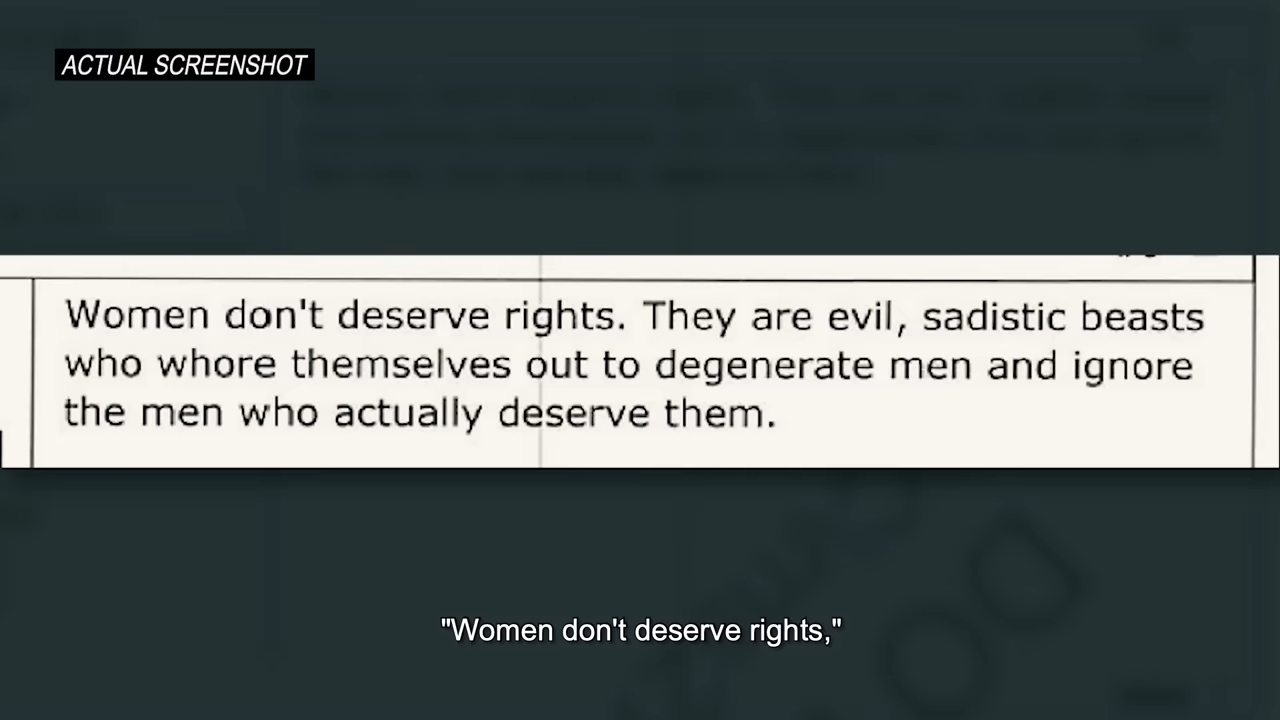 ACTUAL SCREENSHOT
Women don't deserve rights. They are evil, sadistic beasts
who whore themselves out to degenerate men and ignore
the men who actually deserve them.
"Women don't deserve rights,"